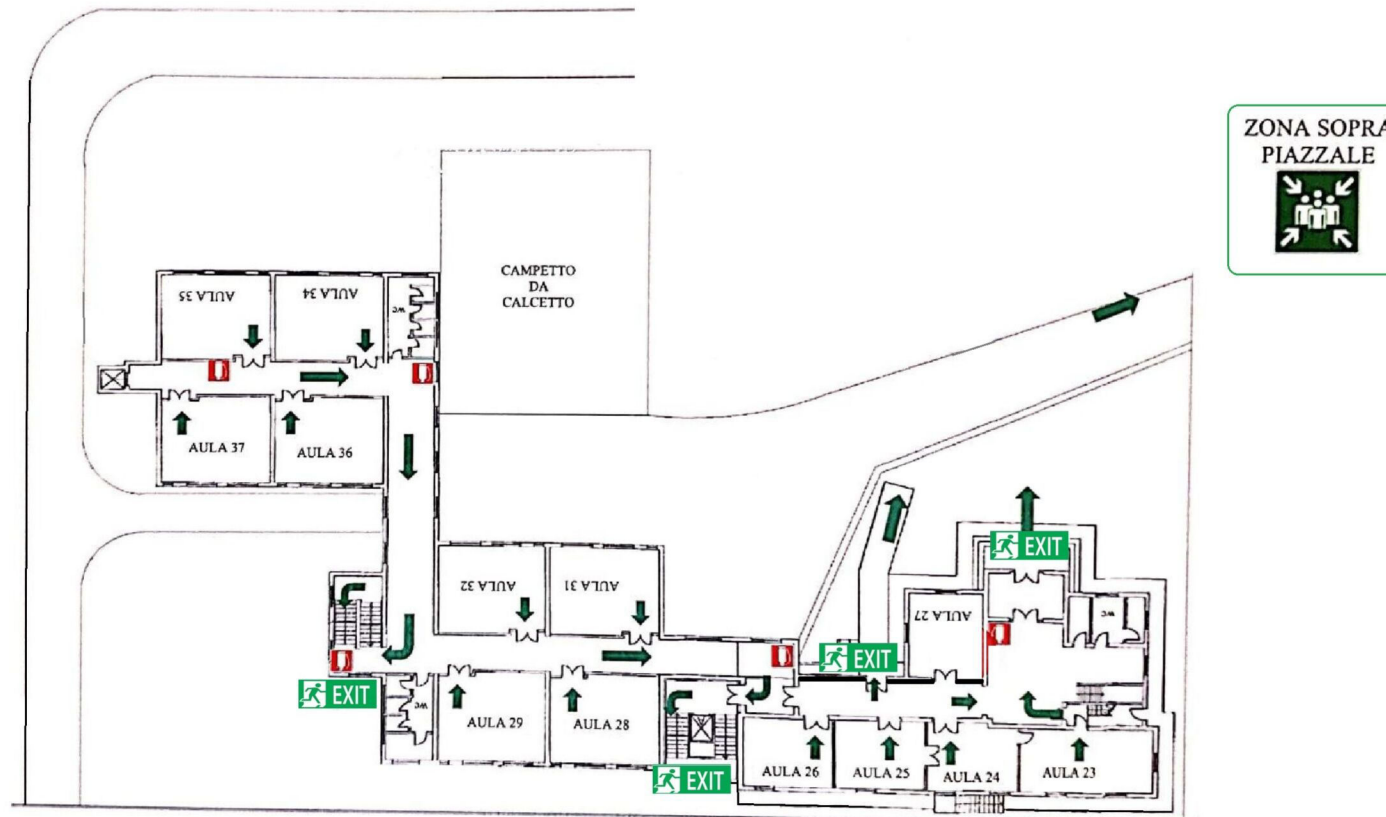 ZONA SOPRA
PIAZZALE
CAMPETTO
DA
CALCETTO
AULA 35
AULA 34
WC
AULA 37
AULA 36
AULA 32
AULA 31
AULA 27
WC
EXIT
EXIT
EXIT
WC
AULA 29
AULA 28
EXIT
AULA 26
AULA 25
AULA 24
AULA 23